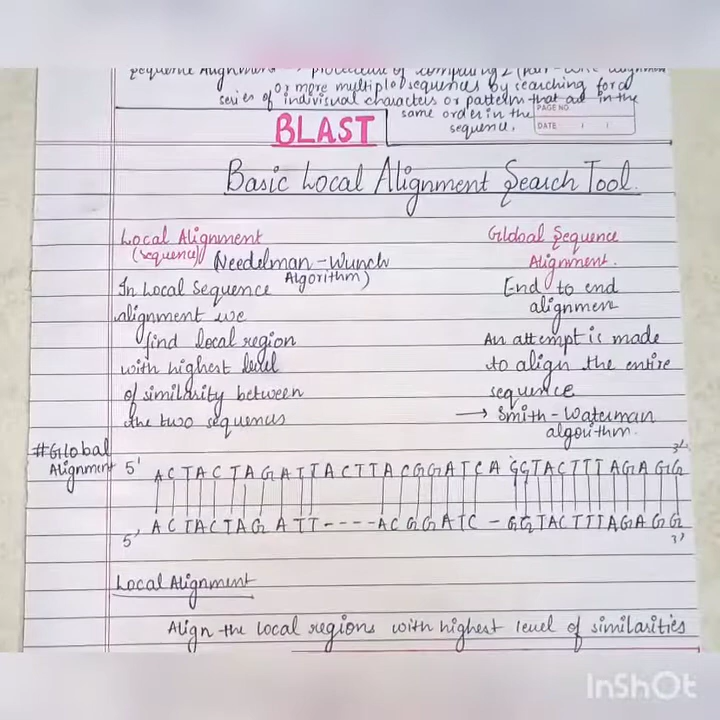 Sequence Alignment → procedure of comparing 2 (pair-wise alignment
or more multiple sequences by searching for a
series of indivisual characters or patterns that are in the
same order in the
sequence.
PAGE NO.
DATE / /
BLAST
Basic Local Alignment Search Tool.
Local Alignment
(sequence) (Needelman-Wunch
Algorithm)
In Local Sequence
alignment we
find local region
with highest level
of similarity between
the two sequences
Global Sequence
Alignment.
End to end
alignmen
An attempt is made
to align the entire
sequence
→ Smith-Waterman
algorithm.
#Global
Alignment
5' ACTACTAGATTACTTACGGATCAGGTACTTTAGAGG 3'
5' ACTACTAGATT----ACGGATC-GGTACTTTAGAGG 3'
Local Alignment
Align the local regions with highest level of similarities
InShOt